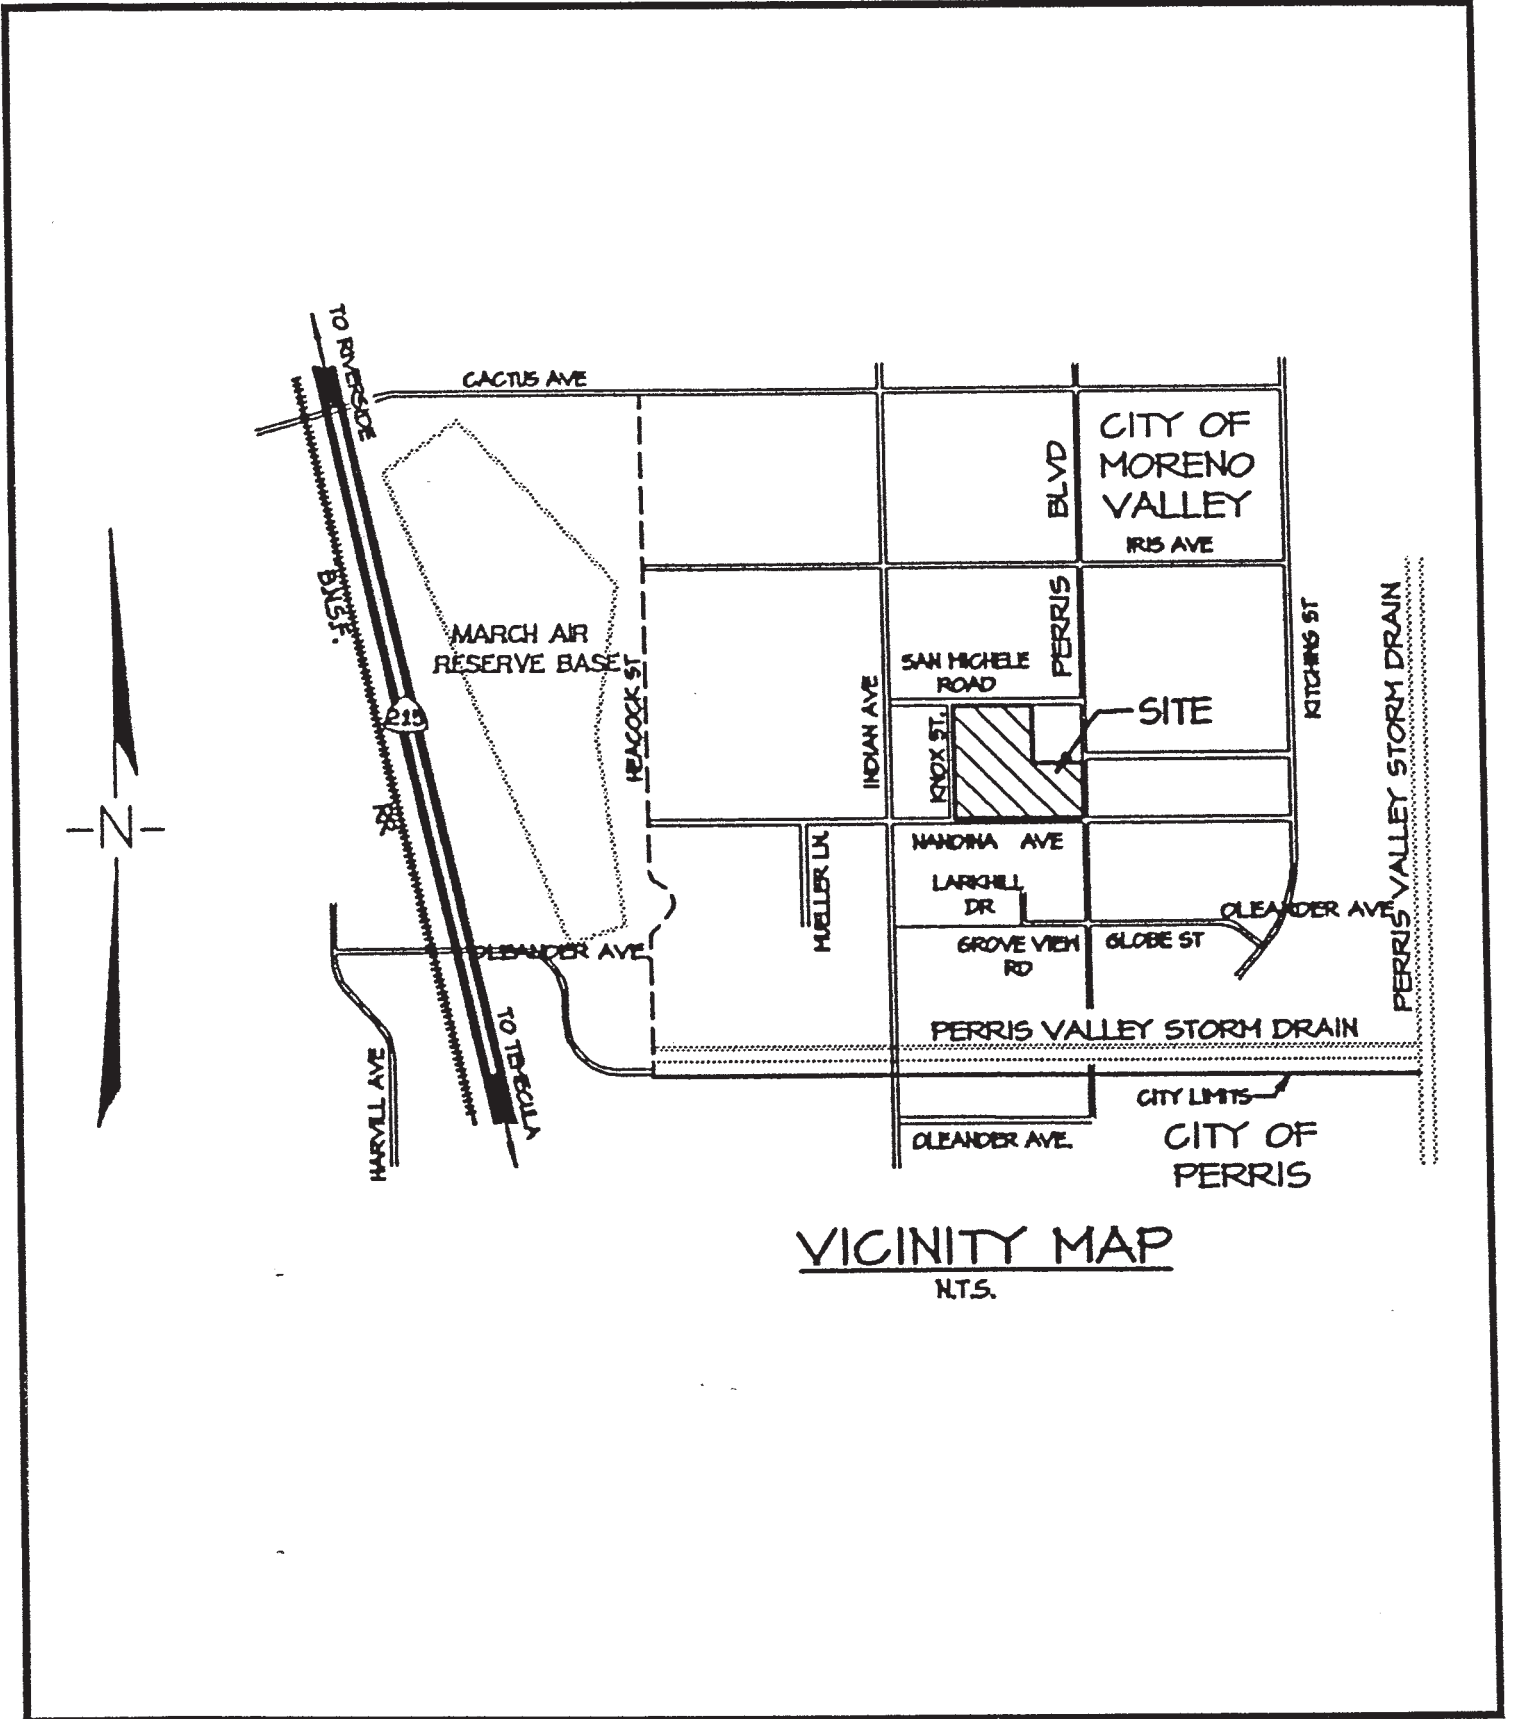 TO RIVERSIDE
CACTUS AVE
CITY OF
MORENO
VALLEY
BLVD
IRIS AVE
B.N.S.F.
PERRIS
KITCHING ST
PERRIS VALLEY STORM DRAIN
MARCH AIR
RESERVE BASE
SAN MICHELE
ROAD
HEACOCK ST
INDIAN AVE
KNOX ST.
SITE
215
RR
N
NANDINA AVE
MUELLER LN.
LARKHILL
DR
OLEANDER AVE
OLEANDER AVE.
GROVE VIEW
RD
GLOBE ST
TO TEMECULA
PERRIS VALLEY STORM DRAIN
HARVILL AVE
CITY LIMITS
OLEANDER AVE.
CITY OF
PERRIS
VICINITY MAP
N.T.S.